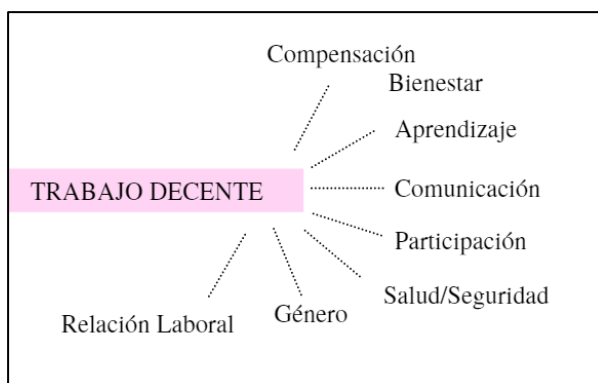 Compensación
Bienestar
Aprendizaje
TRABAJO DECENTE
Comunicación
Participación
Salud/Seguridad
Género
Relación Laboral